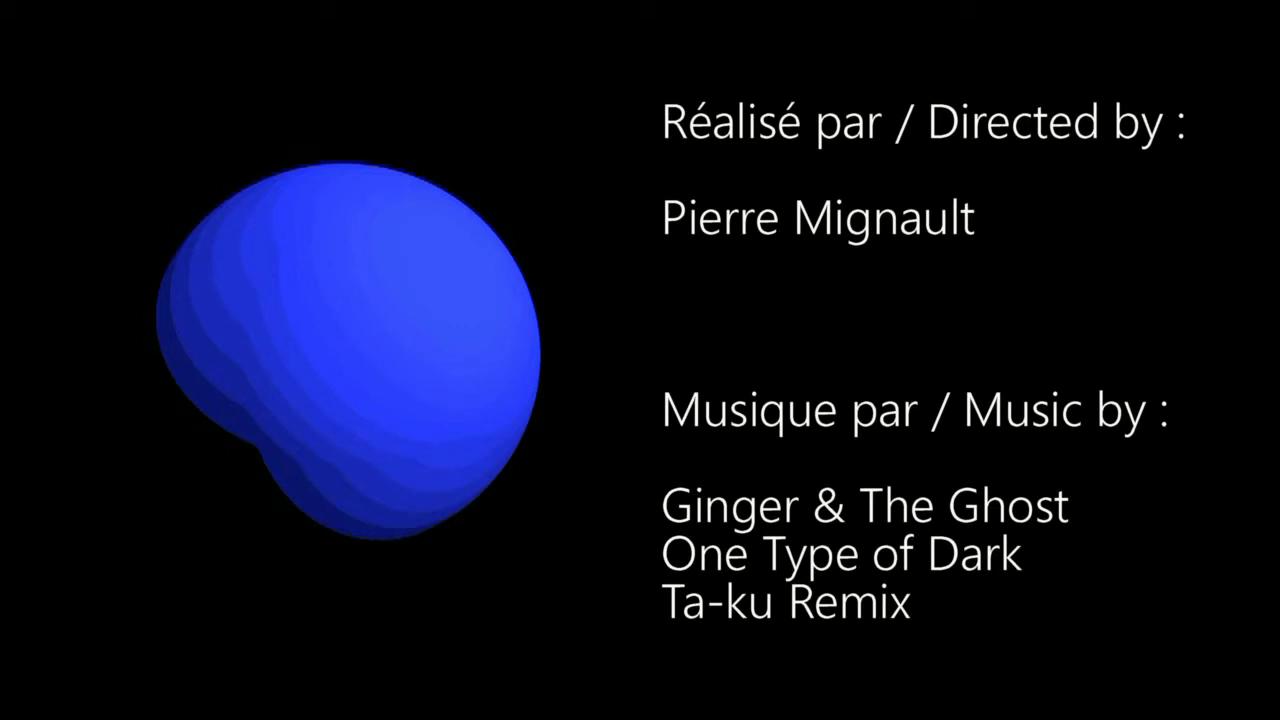 Réalisé par / Directed by :
Pierre Mignault
Musique par / Music by :
Ginger & The Ghost
One Type of Dark
Ta-ku Remix